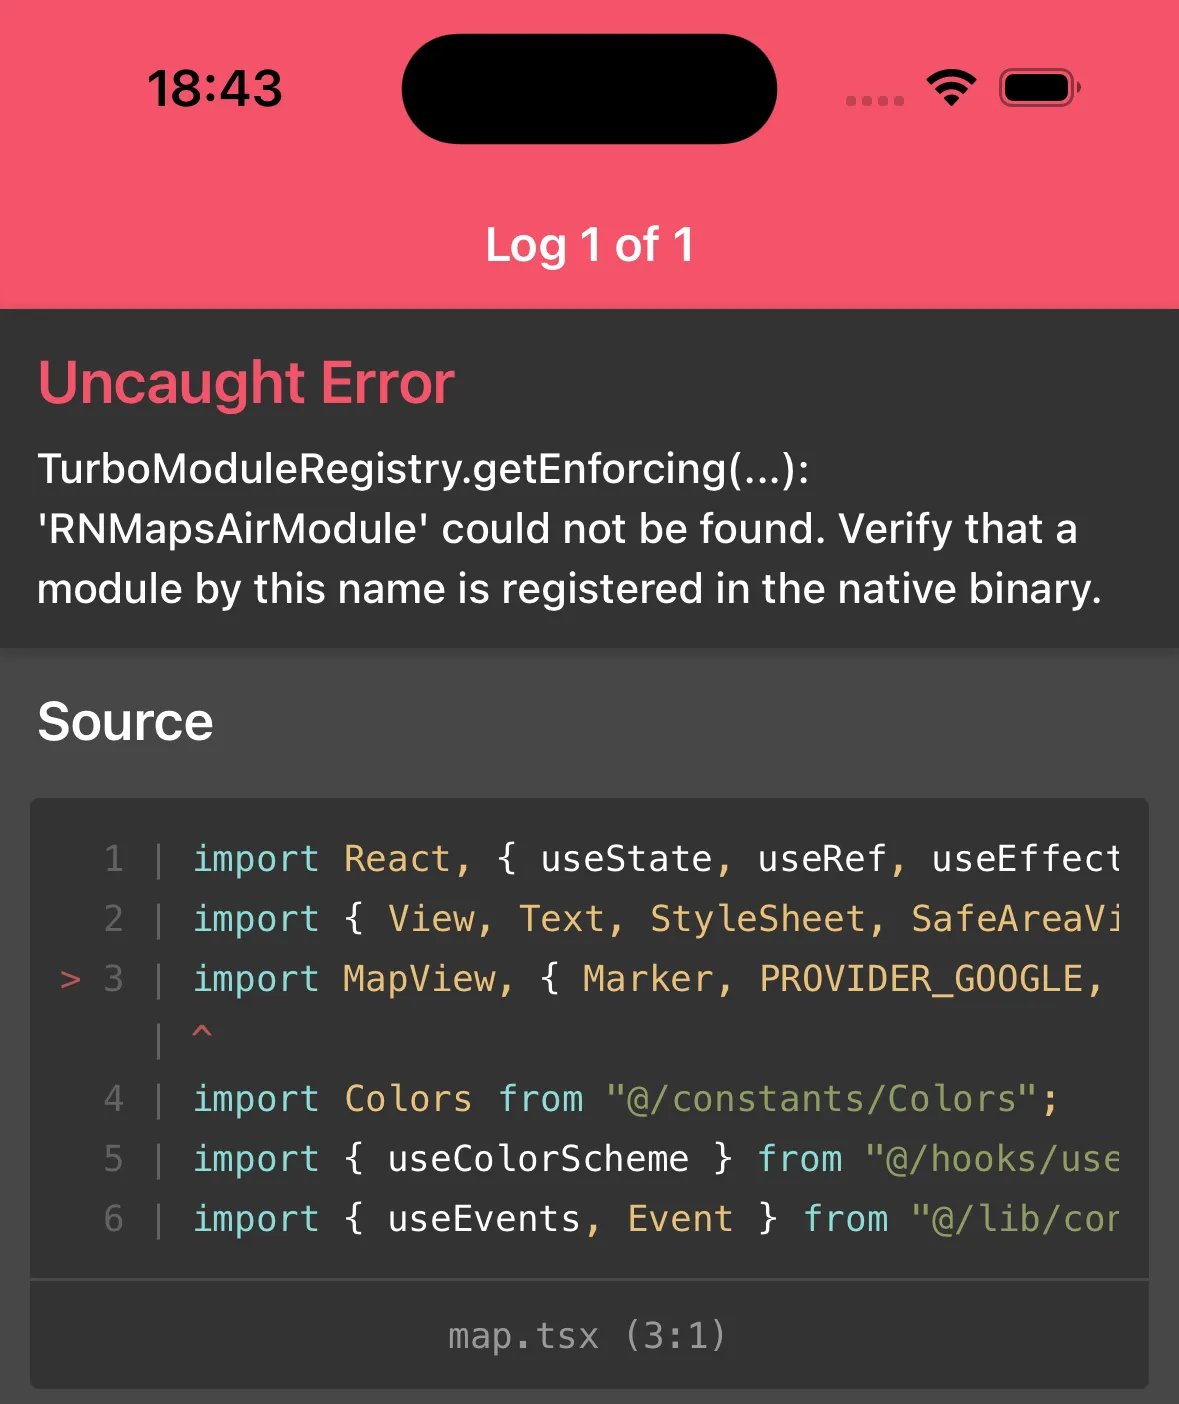 18:43
Log 1 of 1
Uncaught Error
TurboModuleRegistry.getEnforcing(...):
'RNMapsAirModule' could not be found. Verify that a
module by this name is registered in the native binary.
Source
1 | import React, { useState, useRef, useEffect
2 | import { View, Text, StyleSheet, SafeAreaVi
> 3 | import MapView, { Marker, PROVIDER_GOOGLE,
| ^
4 | import Colors from "@/constants/Colors";
5 | import { useColorScheme } from "@/hooks/use
6 | import { useEvents, Event } from "@/lib/con
map.tsx (3:1)